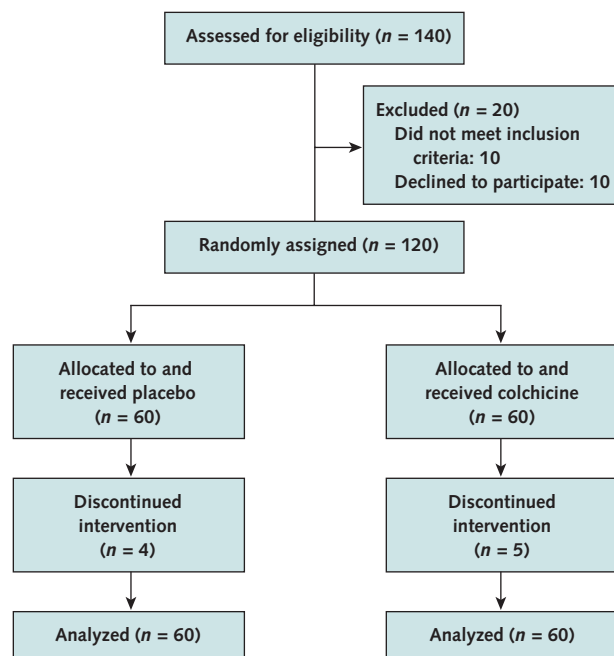 Assessed for eligibility (n = 140)
Excluded (n = 20)
Did not meet inclusion
criteria: 10
Declined to participate: 10
Randomly assigned (n = 120)
Allocated to and
received placebo
(n = 60)
Allocated to and
received colchicine
(n = 60)
Discontinued
intervention
(n = 4)
Discontinued
intervention
(n = 5)
Analyzed (n = 60)
Analyzed (n = 60)